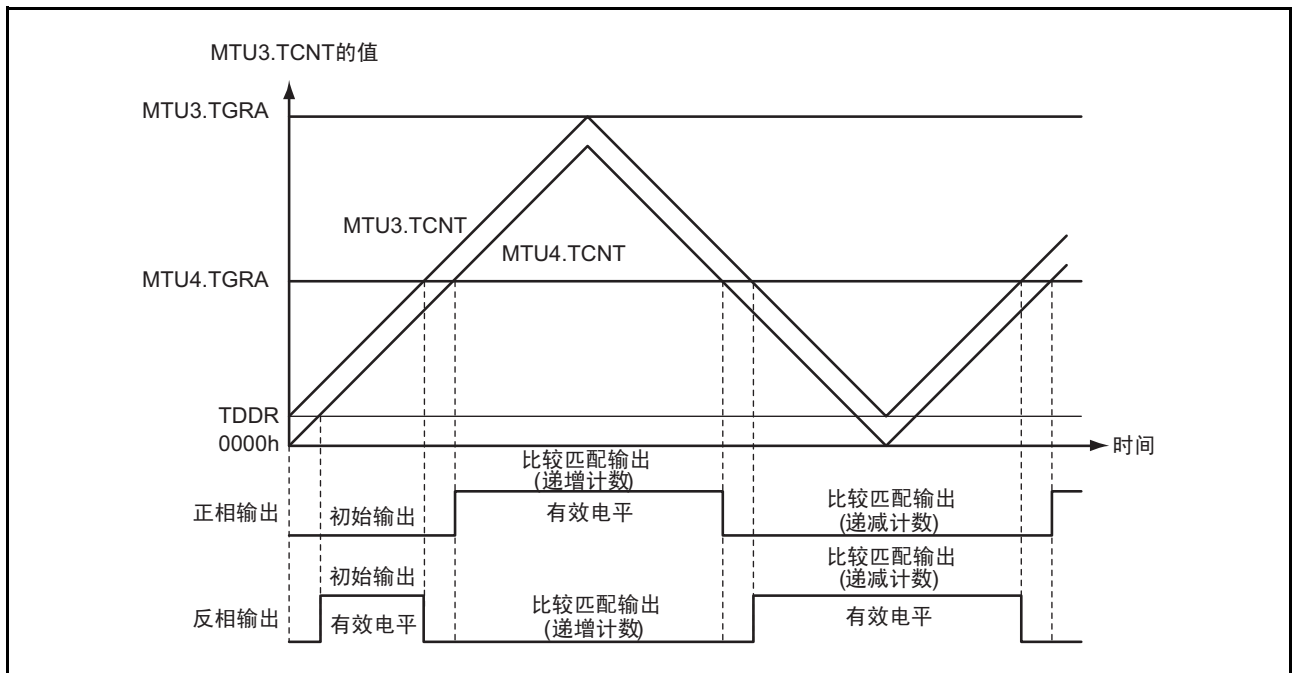 MTU3.TCNT的值
MTU3.TGRA
MTU3.TCNT
MTU4.TCNT
MTU4.TGRA
TDDR
0000h
时间
比较匹配输出
(递增计数)
正相输出
初始输出
有效电平
比较匹配输出
(递减计数)
初始输出
比较匹配输出
(递减计数)
反相输出
有效电平
比较匹配输出
(递增计数)
有效电平